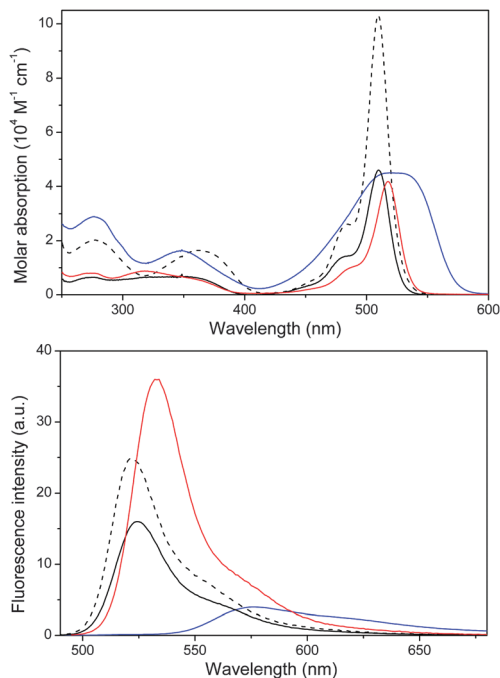 10
8
6
4
2
0
Molar absorption (10⁴ M⁻¹ cm⁻¹)
300 400 500 600
Wavelength (nm)
40
30
20
10
0
Fluorescence intensity (a.u.)
500 550 600 650
Wavelength (nm)